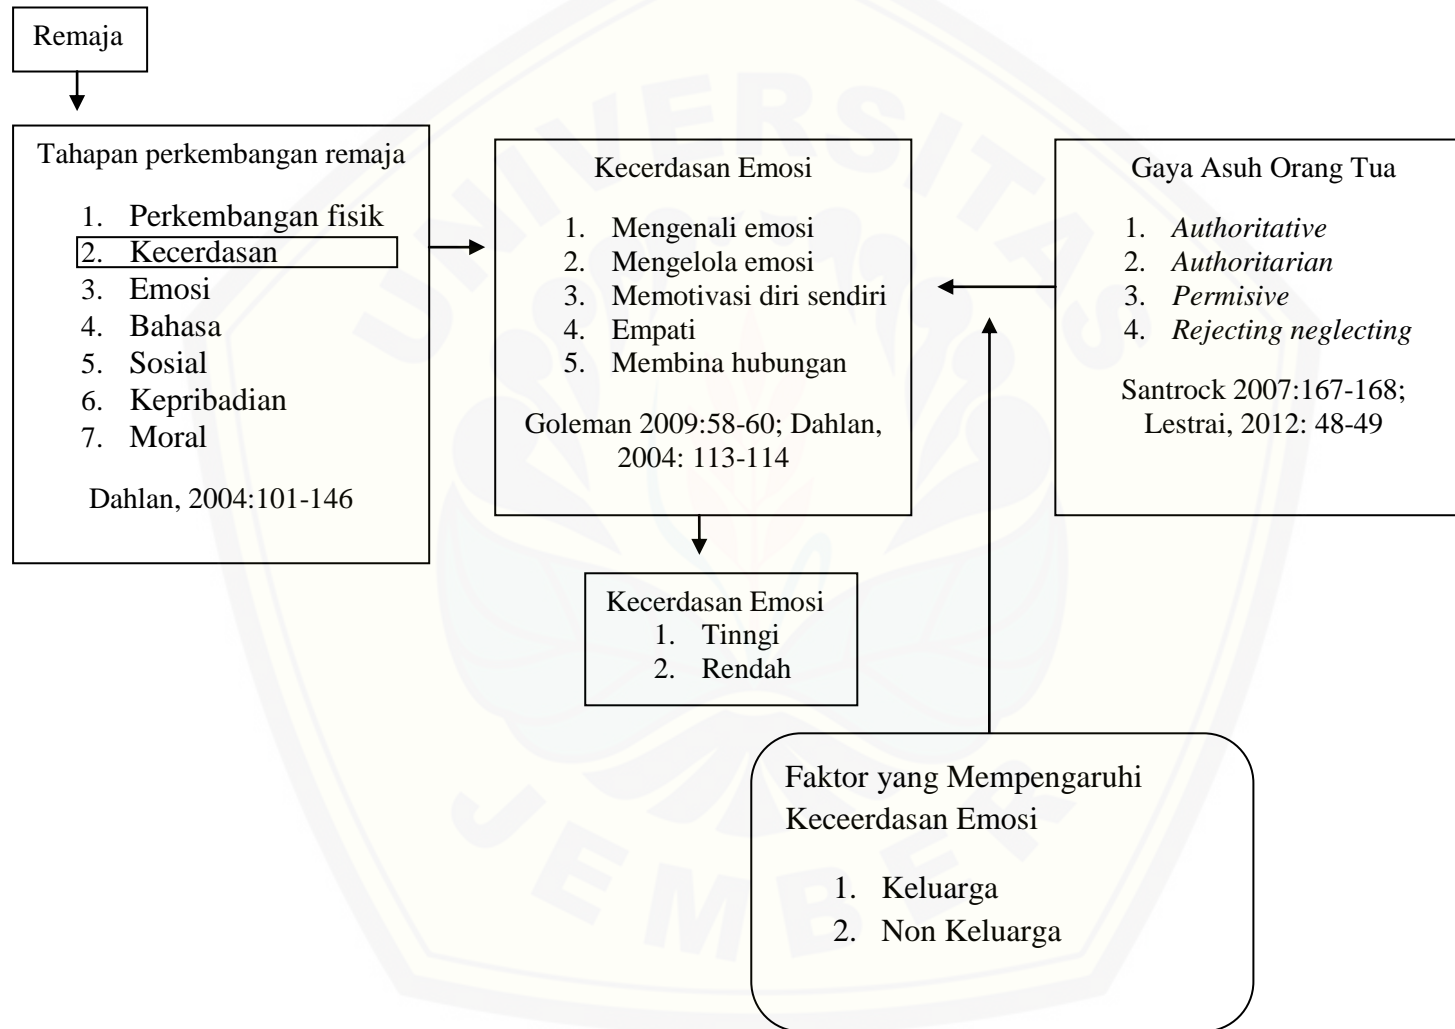 Remaja
Tahapan perkembangan remaja
1. Perkembangan fisik
2. Kecerdasan
3. Emosi
4. Bahasa
5. Sosial
6. Kepribadian
7. Moral
Dahlan, 2004:101-146
Kecerdasan Emosi
1. Mengenali emosi
2. Mengelola emosi
3. Memotivasi diri sendiri
4. Empati
5. Membina hubungan
Goleman 2009:58-60; Dahlan,
2004: 113-114
Gaya Asuh Orang Tua
1. Authoritative
2. Authoritarian
3. Permisive
4. Rejecting neglecting
Santrock 2007:167-168;
Lestrai, 2012: 48-49
Kecerdasan Emosi
1. Tinngi
2. Rendah
Faktor yang Mempengaruhi
Keceerdasan Emosi
1. Keluarga
2. Non Keluarga
UNIVERSITAS
JEMBER